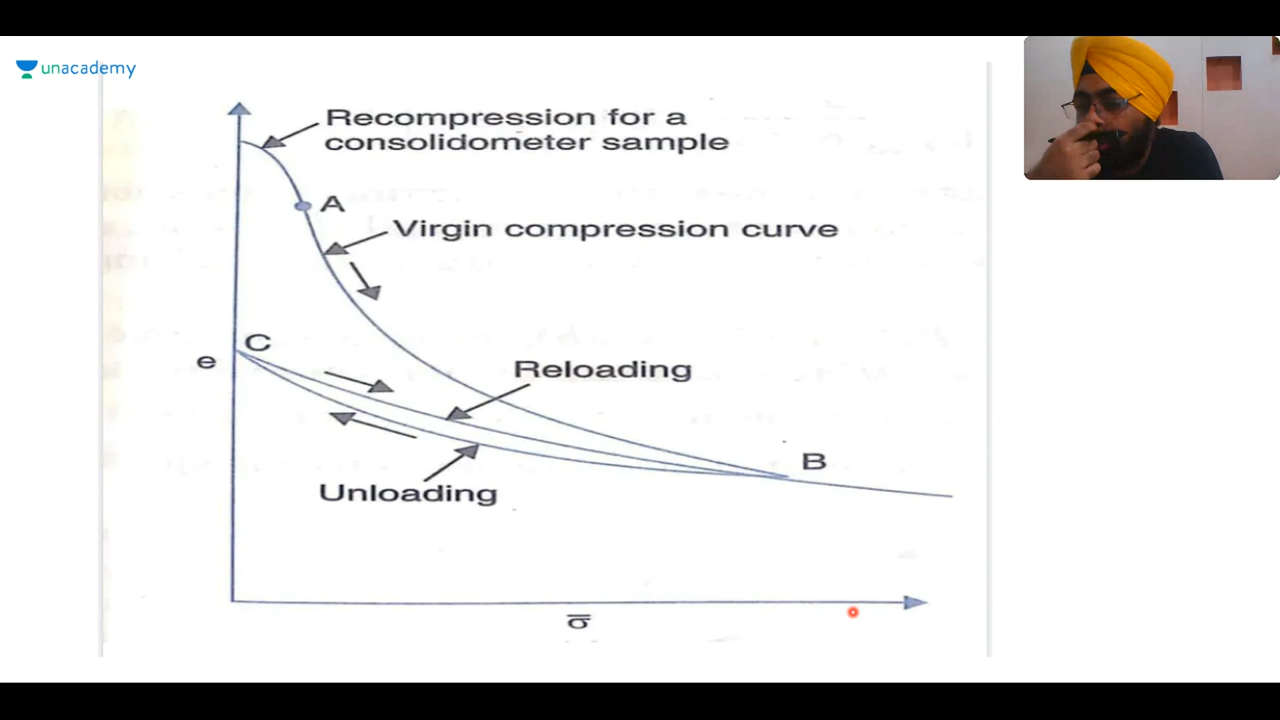 unacademy
Recompression for a
consolidometer sample
A
Virgin compression curve
C
e
Reloading
B
Unloading
σ̅